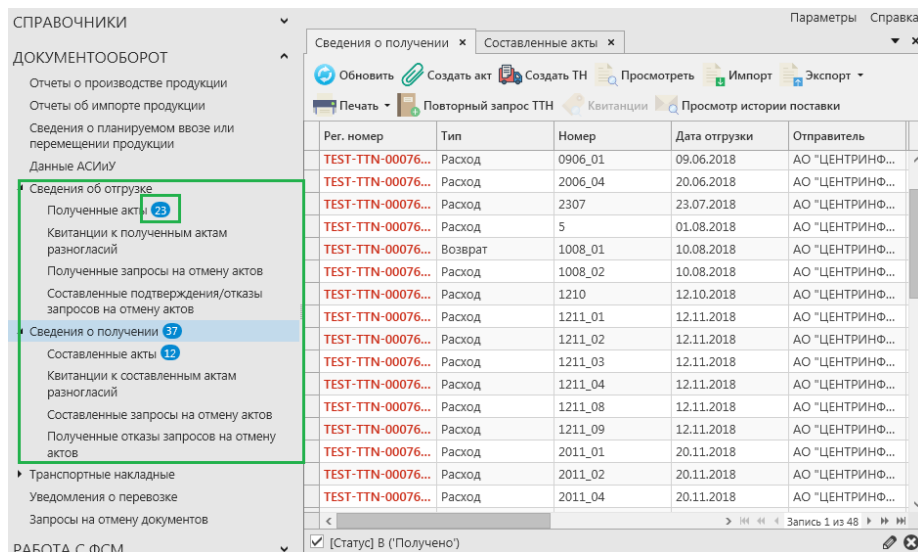 СПРАВОЧНИКИ
ДОКУМЕНТООБОРОТ
Отчеты о производстве продукции
Отчеты об импорте продукции
Сведения о планируемом ввозе или
перемещении продукции
Данные АСИиУ
Сведения об отгрузке
Полученные акты 23
Квитанции к полученным актам
разногласий
Полученные запросы на отмену актов
Составленные подтверждения/отказы
запросов на отмену актов
Сведения о получении 37
Составленные акты 12
Квитанции к составленным актам
разногласий
Составленные запросы на отмену актов
Полученные отказы запросов на отмену
актов
Транспортные накладные
Уведомления о перевозке
Запросы на отмену документов
РАБОТА С ФСМ
Параметры Справка
Сведения о получении × Составленные акты ×
Обновить Создать акт Создать ТН Просмотреть Импорт Экспорт
Печать Повторный запрос ТТН Квитанции Просмотр истории поставки
Рег. номер Тип Номер Дата отгрузки Отправитель
TEST-TTN-00076... Расход 0906_01 09.06.2018 АО "ЦЕНТРИНФ...
TEST-TTN-00076... Расход 2006_04 20.06.2018 АО "ЦЕНТРИНФ...
TEST-TTN-00076... Расход 2307 23.07.2018 АО "ЦЕНТРИНФ...
TEST-TTN-00076... Расход 5 01.08.2018 АО "ЦЕНТРИНФ...
TEST-TTN-00076... Возврат 1008_01 10.08.2018 АО "ЦЕНТРИНФ...
TEST-TTN-00076... Расход 1008_02 10.08.2018 АО "ЦЕНТРИНФ...
TEST-TTN-00076... Расход 1210 12.10.2018 АО "ЦЕНТРИНФ...
TEST-TTN-00076... Расход 1211_01 12.11.2018 АО "ЦЕНТРИНФ...
TEST-TTN-00076... Расход 1211_02 12.11.2018 АО "ЦЕНТРИНФ...
TEST-TTN-00076... Расход 1211_03 12.11.2018 АО "ЦЕНТРИНФ...
TEST-TTN-00076... Расход 1211_04 12.11.2018 АО "ЦЕНТРИНФ...
TEST-TTN-00076... Расход 1211_08 12.11.2018 АО "ЦЕНТРИНФ...
TEST-TTN-00076... Расход 1211_09 12.11.2018 АО "ЦЕНТРИНФ...
TEST-TTN-00076... Расход 2011_01 20.11.2018 АО "ЦЕНТРИНФ...
TEST-TTN-00076... Расход 2011_02 20.11.2018 АО "ЦЕНТРИНФ...
TEST-TTN-00076... Расход 2011_04 20.11.2018 АО "ЦЕНТРИНФ...
Запись 1 из 48
[Статус] В ('Получено')